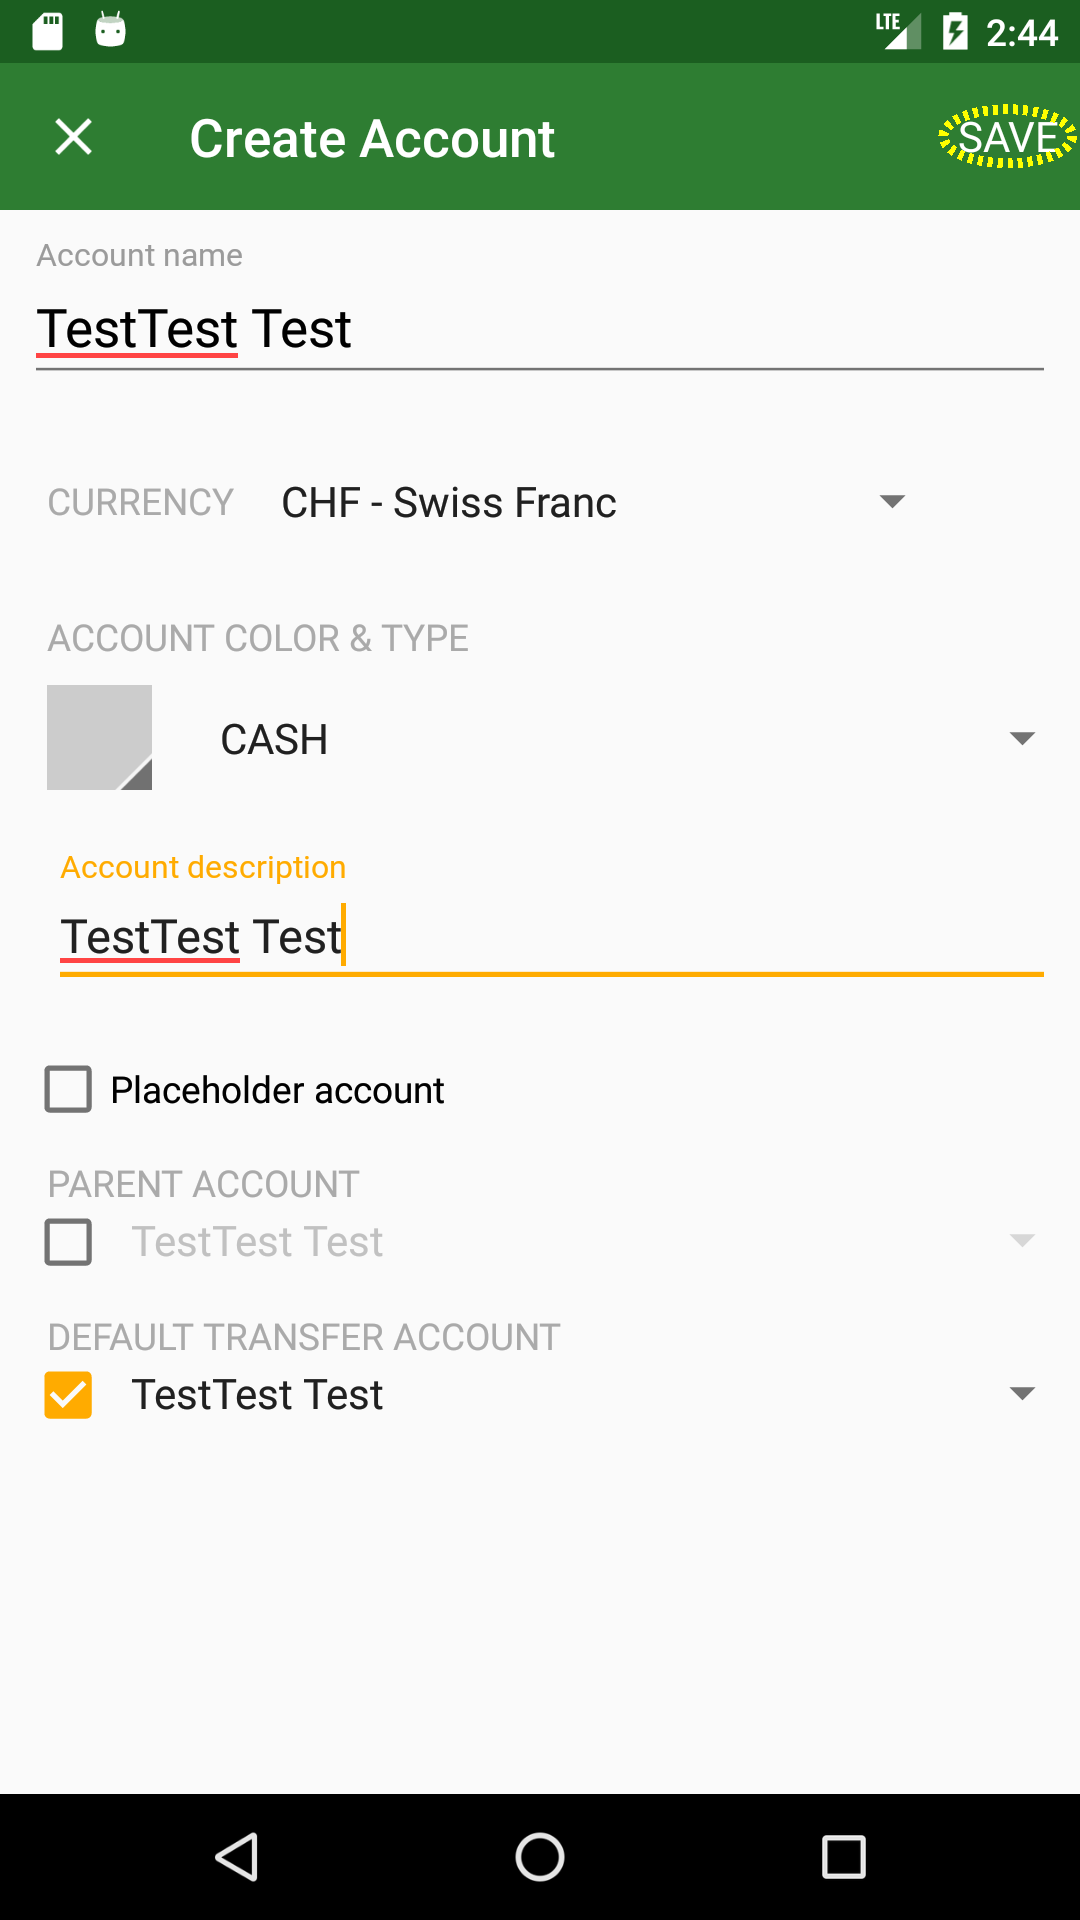 LTE 2:44
Create Account SAVE
Account name
TestTest Test
CURRENCY CHF - Swiss Franc
ACCOUNT COLOR & TYPE
CASH
Account description
TestTest Test
Placeholder account
PARENT ACCOUNT
TestTest Test
DEFAULT TRANSFER ACCOUNT
TestTest Test